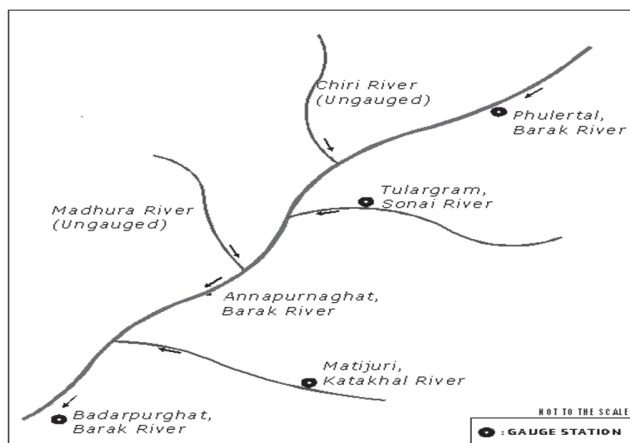 Chiri River
(Ungauged)
Phulertal,
Barak River
Tulargram,
Sonai River
Madhura River
(Ungauged)
Annapurnaghat,
Barak River
Matijuri,
Katakhal River
Badarpurghat,
Barak River
NOT TO THE SCALE
: GAUGE STATION